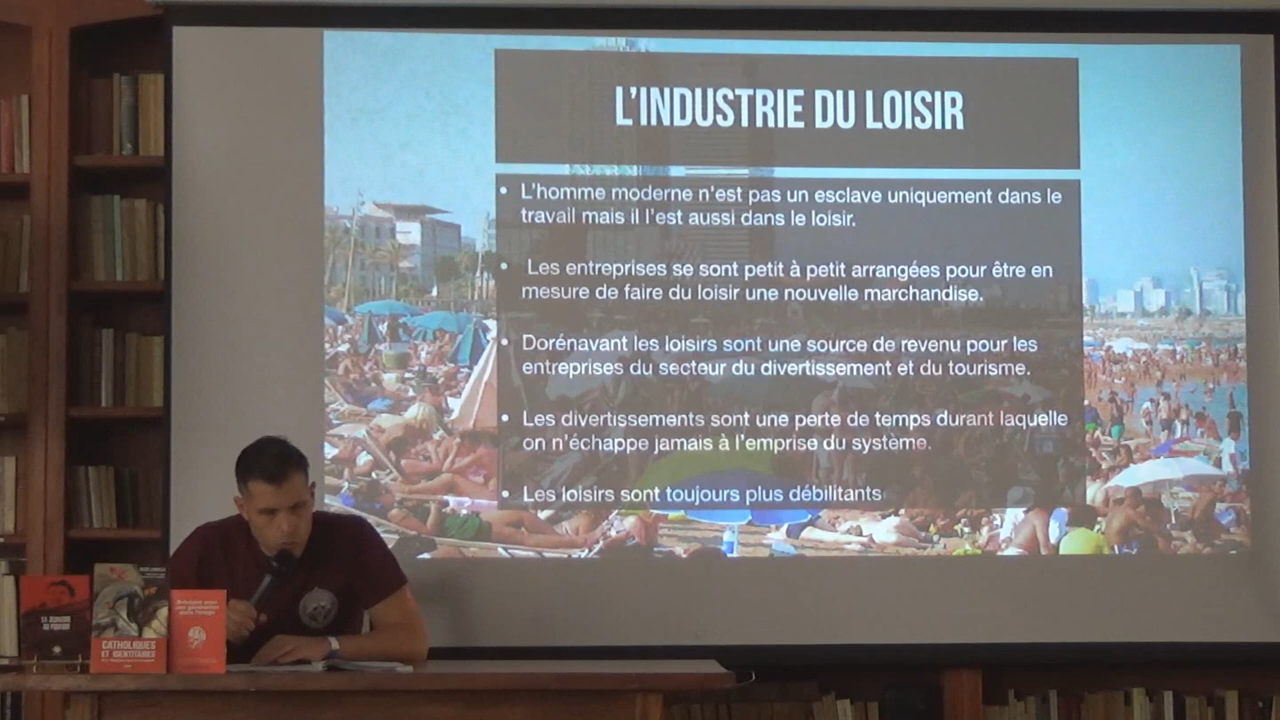 L'INDUSTRIE DU LOISIR
• L'homme moderne n'est pas un esclave uniquement dans le
travail mais il l'est aussi dans le loisir.
• Les entreprises se sont petit à petit arrangées pour être en
mesure de faire du loisir une nouvelle marchandise.
• Dorénavant les loisirs sont une source de revenu pour les
entreprises du secteur du divertissement et du tourisme.
• Les divertissements sont une perte de temps durant laquelle
on n'échappe jamais à l'emprise du système.
• Les loisirs sont toujours plus débilitants
LA JEUNESSE
AU POUVOIR
CATHOLIQUES
ET IDENTITAIRES